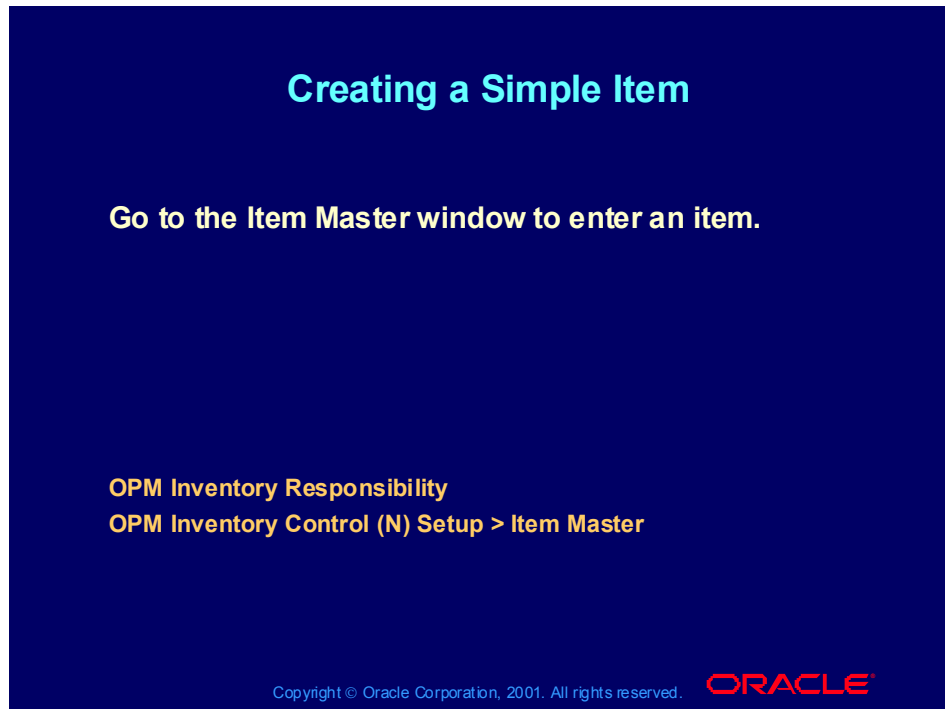 Creating a Simple Item
Go to the Item Master window to enter an item.
OPM Inventory Responsibility
OPM Inventory Control (N) Setup > Item Master
Copyright © Oracle Corporation, 2001. All rights reserved.
ORACLE